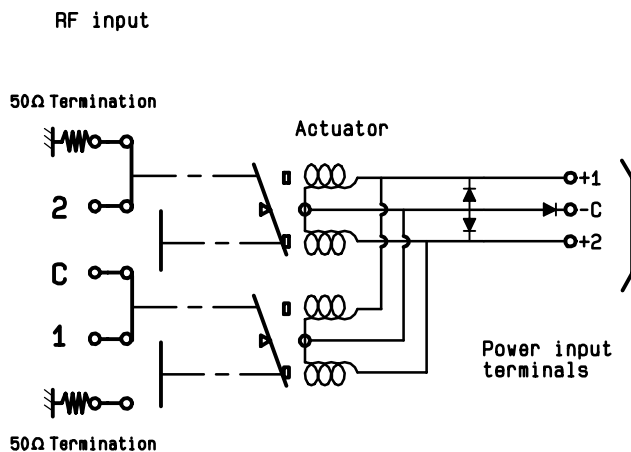 RF input
50Ω Termination
Actuator
+1
2
-C
+2
C
1
Power input
terminals
50Ω Termination